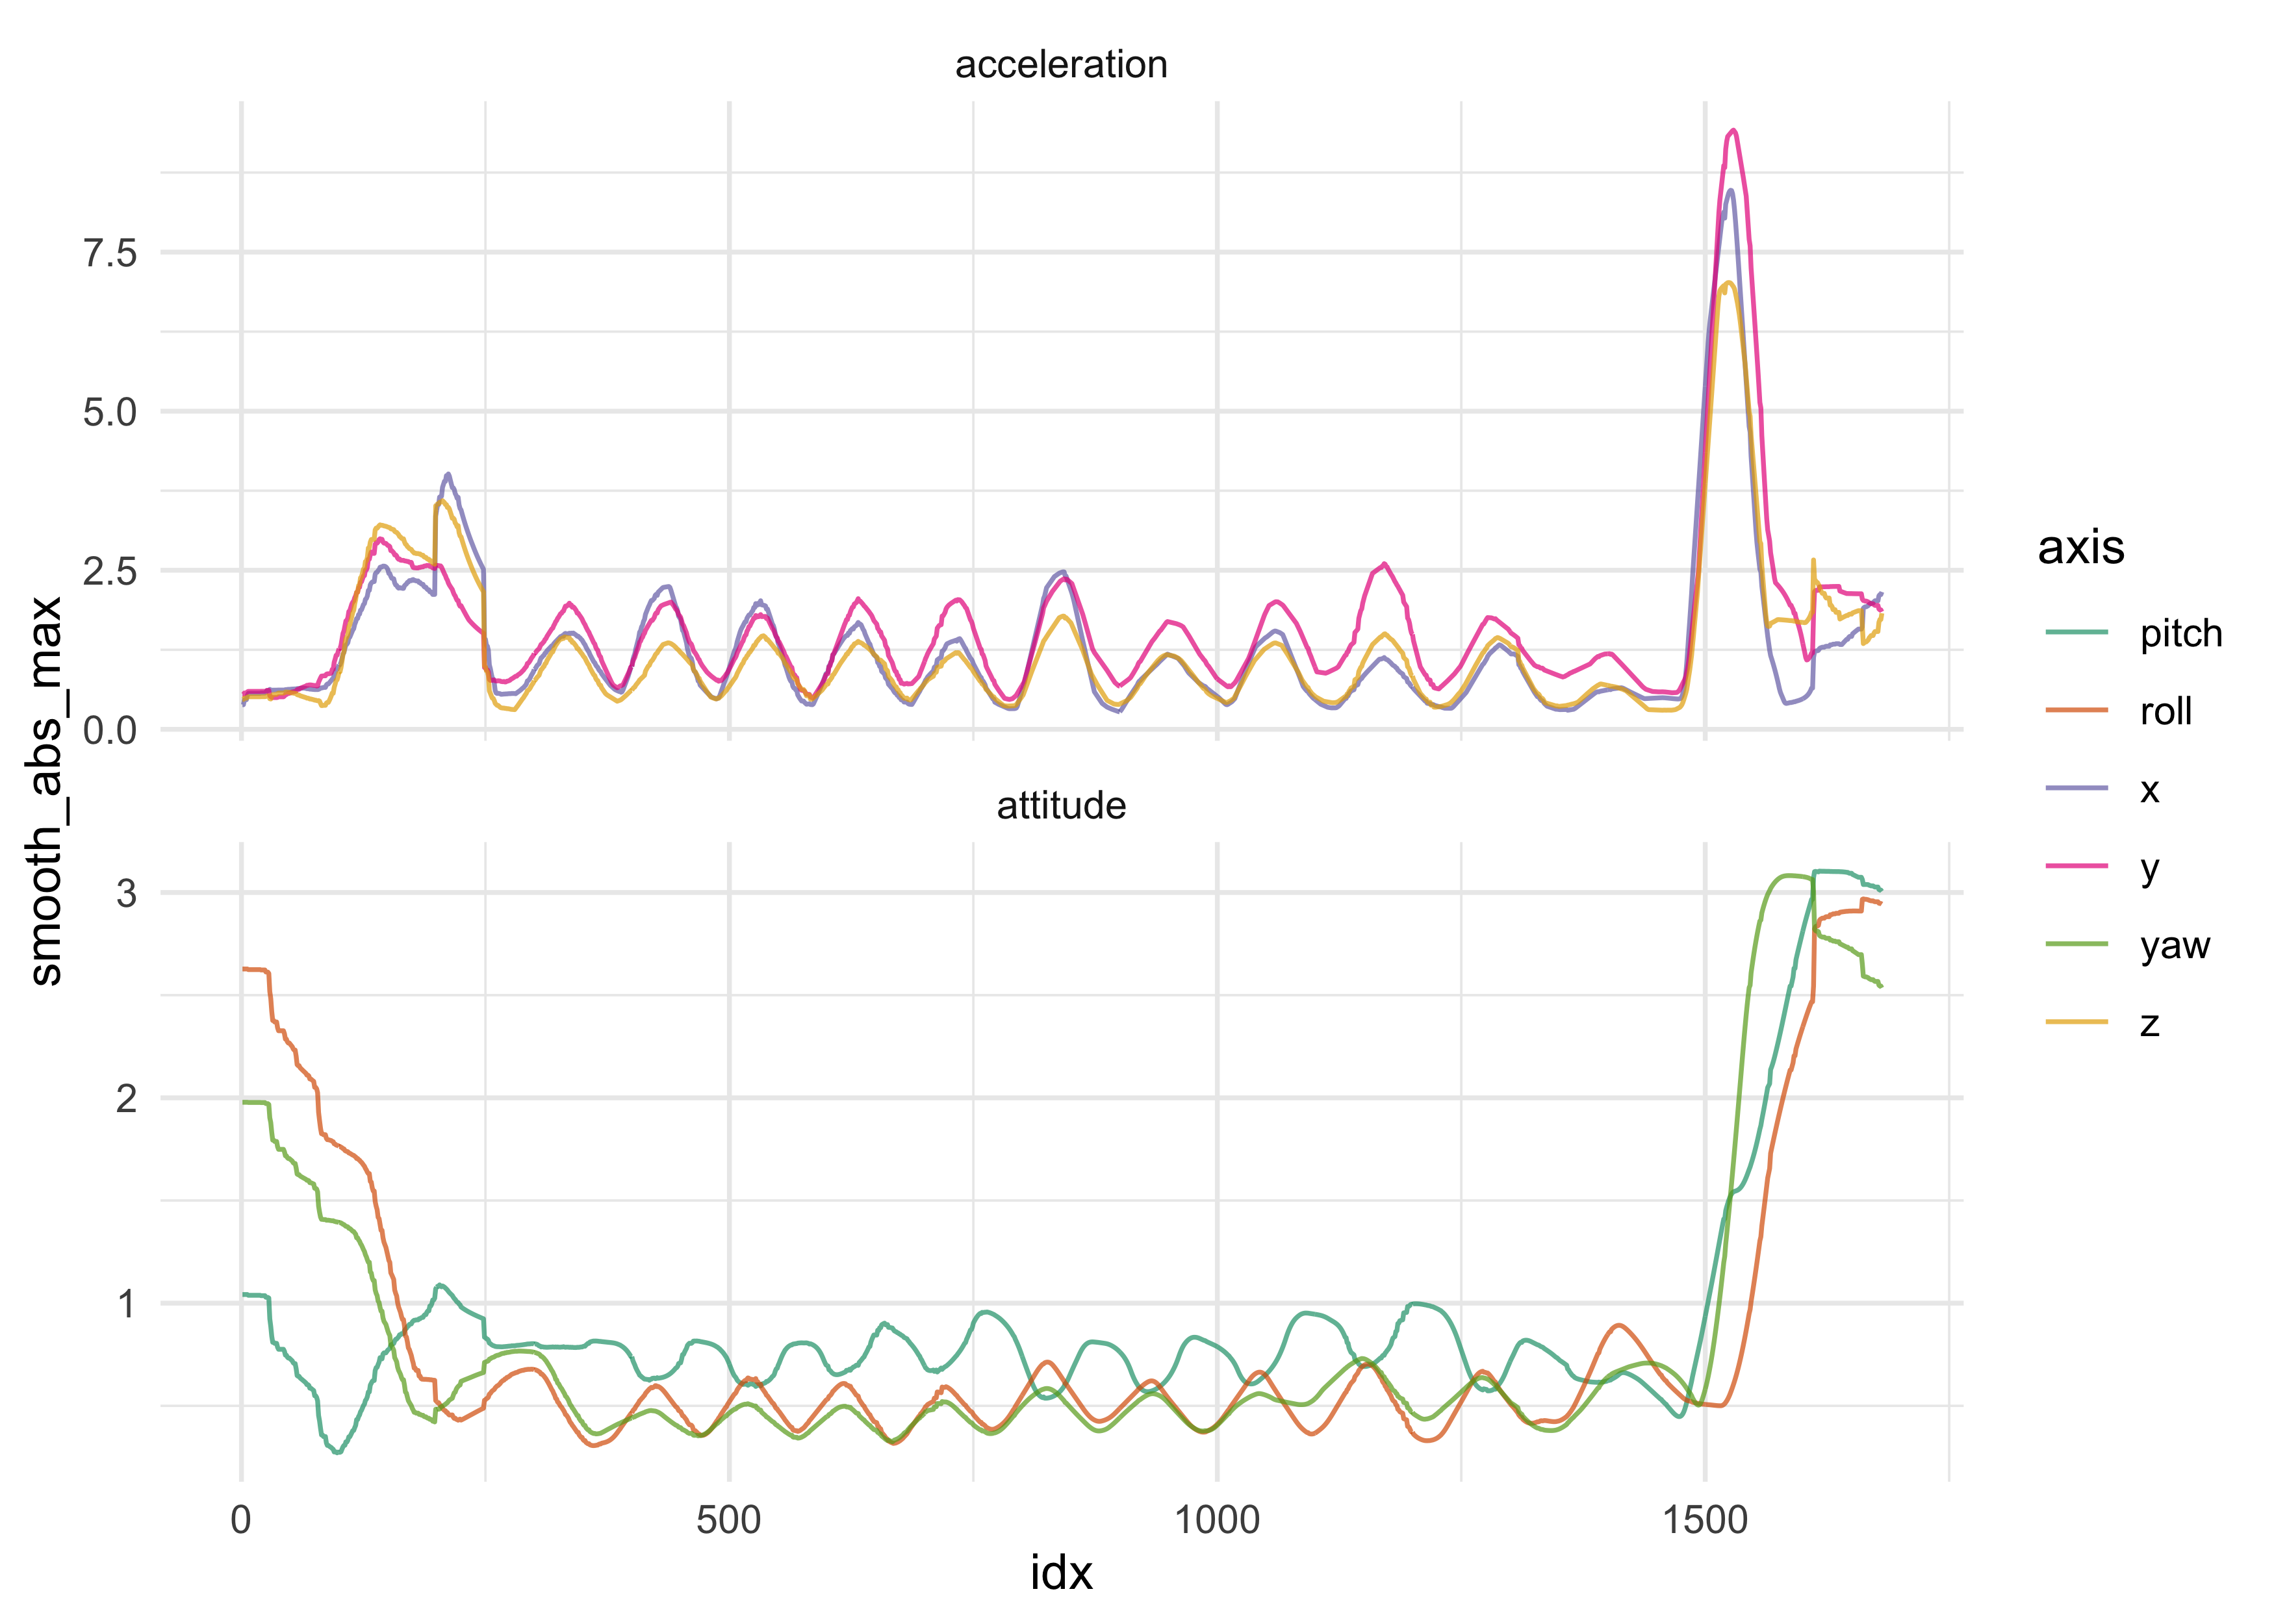 acceleration
7.5
5.0
2.5
0.0
smooth_abs_max
attitude
3
2
1
0 500 1000 1500
idx
axis
pitch
roll
x
y
yaw
z